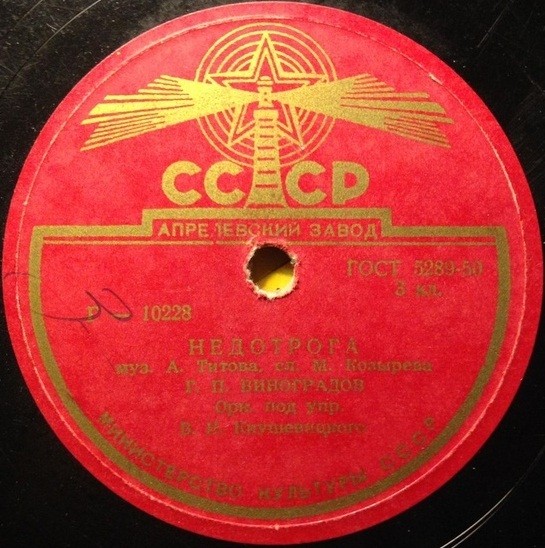 СССР
АПРЕЛЕВСКИЙ ЗАВОД
ГОСТ 5289-50
3 кл.
10228
НЕДОТРОГА
муз. А. Титова, сл. М. Козырева
Г. П. ВИНОГРАДОВ
Орк. под упр.
В. Н. Кнушевицкого
МИНИСТЕРСТВО КУЛЬТУРЫ СССР